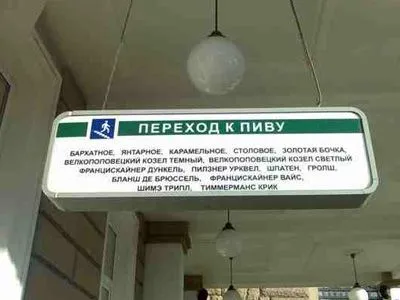 ПЕРЕХОД К ПИВУ
БАРХАТНОЕ, ЯНТАРНОЕ, КАРАМЕЛЬНОЕ, СТОЛОВОЕ, ЗОЛОТАЯ БОЧКА,
ВЕЛКОПОПОВЕЦКИЙ КОЗЕЛ ТЕМНЫЙ, ВЕЛКОПОПОВЕЦКИЙ КОЗЕЛ СВЕТЛЫЙ
ФРАНЦИСКАЙНЕР ДУНКЕЛЬ, ПИЛЗНЕР УРКВЕЛ, ШПАТЕН, ГРОЛШ,
БЛАНШ ДЕ БРЮССЕЛЬ, ФРАНЦИСКАЙНЕР ВАЙС,
ШИМЭ ТРИПЛ, ТИММЕРМАНС КРИК